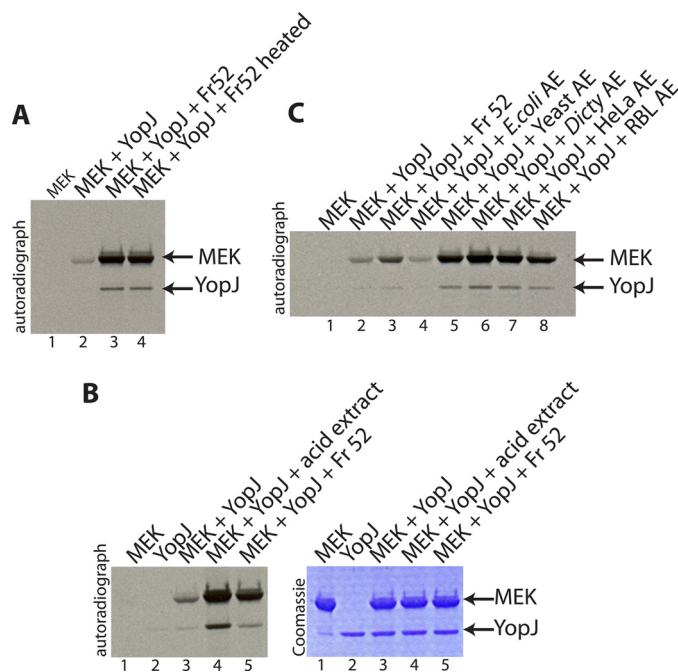 A
MEK
MEK + YopJ
MEK + YopJ + Fr52
MEK + YopJ + Fr52 heated
autoradiograph
MEK
YopJ
1 2 3 4
C
MEK
MEK + YopJ
MEK + YopJ + Fr 52
MEK + YopJ + E.coli AE
MEK + YopJ + Yeast AE
MEK + YopJ + Dicty AE
MEK + YopJ + HeLa AE
MEK + YopJ + RBL AE
autoradiograph
MEK
YopJ
1 2 3 4 5 6 7 8
B
MEK
YopJ
MEK + YopJ
MEK + YopJ + acid extract
MEK + YopJ + Fr 52
autoradiograph
1 2 3 4 5
MEK
YopJ
MEK + YopJ
MEK + YopJ + acid extract
MEK + YopJ + Fr 52
Coomassie
MEK
YopJ
1 2 3 4 5